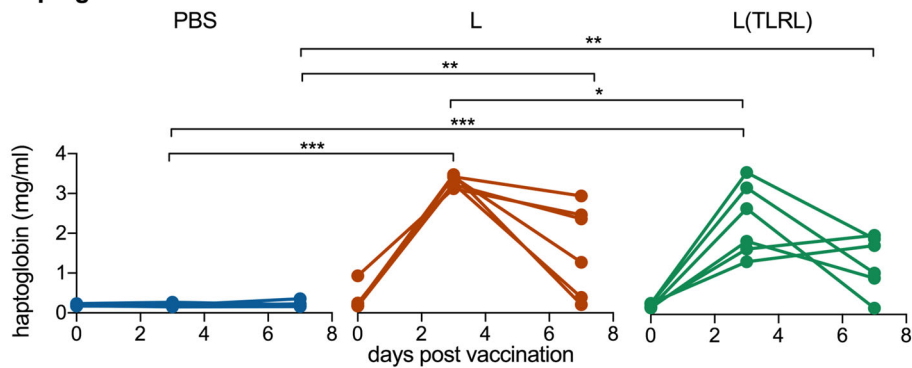 PBS L L(TLRL)
**
**
*
***
***
haptoglobin (mg/ml)
4
3
2
1
0
0 2 4 6 8 0 2 4 6 8 0 2 4 6 8
days post vaccination